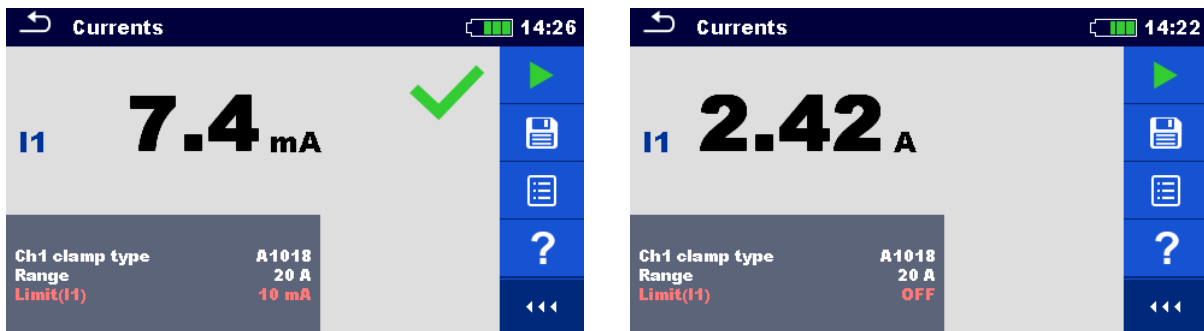 Currents 14:26
I1 7.4 mA
Ch1 clamp type A1018
Range 20 A
Limit(I1) 10 mA
?
Currents 14:22
I1 2.42 A
Ch1 clamp type A1018
Range 20 A
Limit(I1) OFF
?